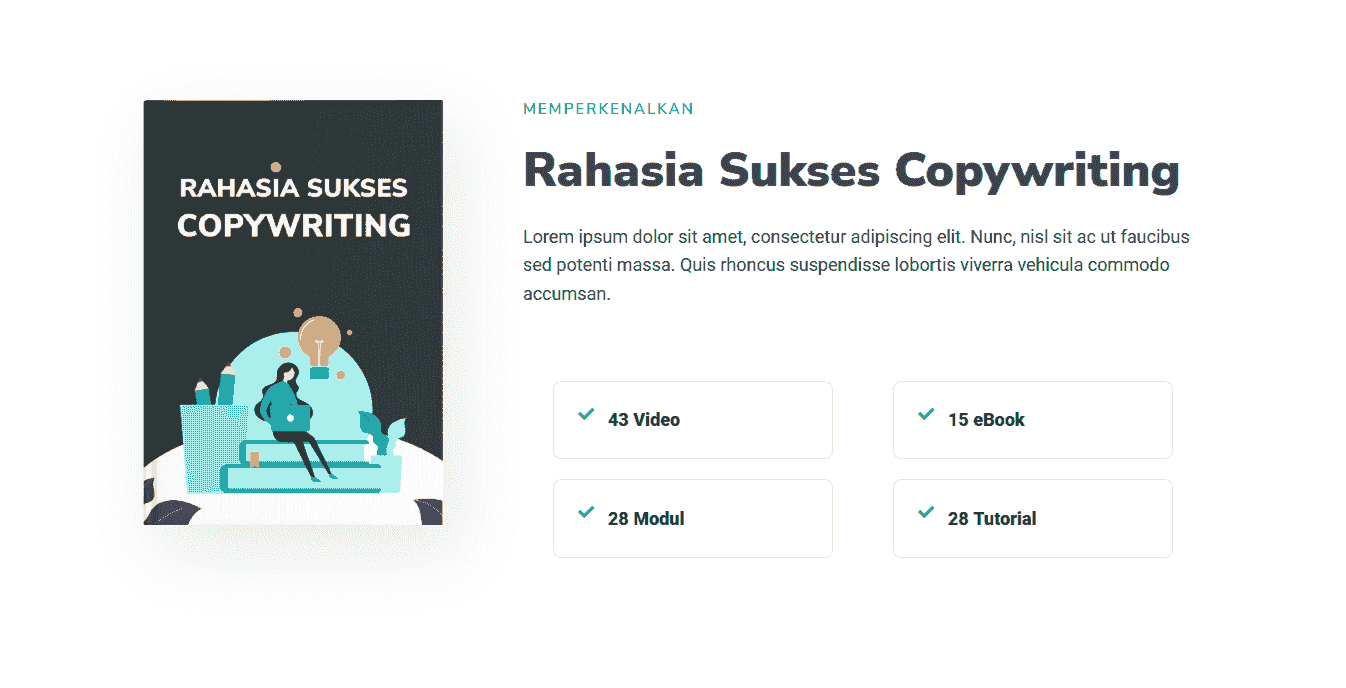 RAHASIA SUKSES
COPYWRITING
MEMPERKENALKAN
Rahasia Sukses Copywriting
Lorem ipsum dolor sit amet, consectetur adipiscing elit. Nunc, nisl sit ac ut faucibus
sed potenti massa. Quis rhoncus suspendisse lobortis viverra vehicula commodo
accumsan.
43 Video
15 eBook
28 Modul
28 Tutorial